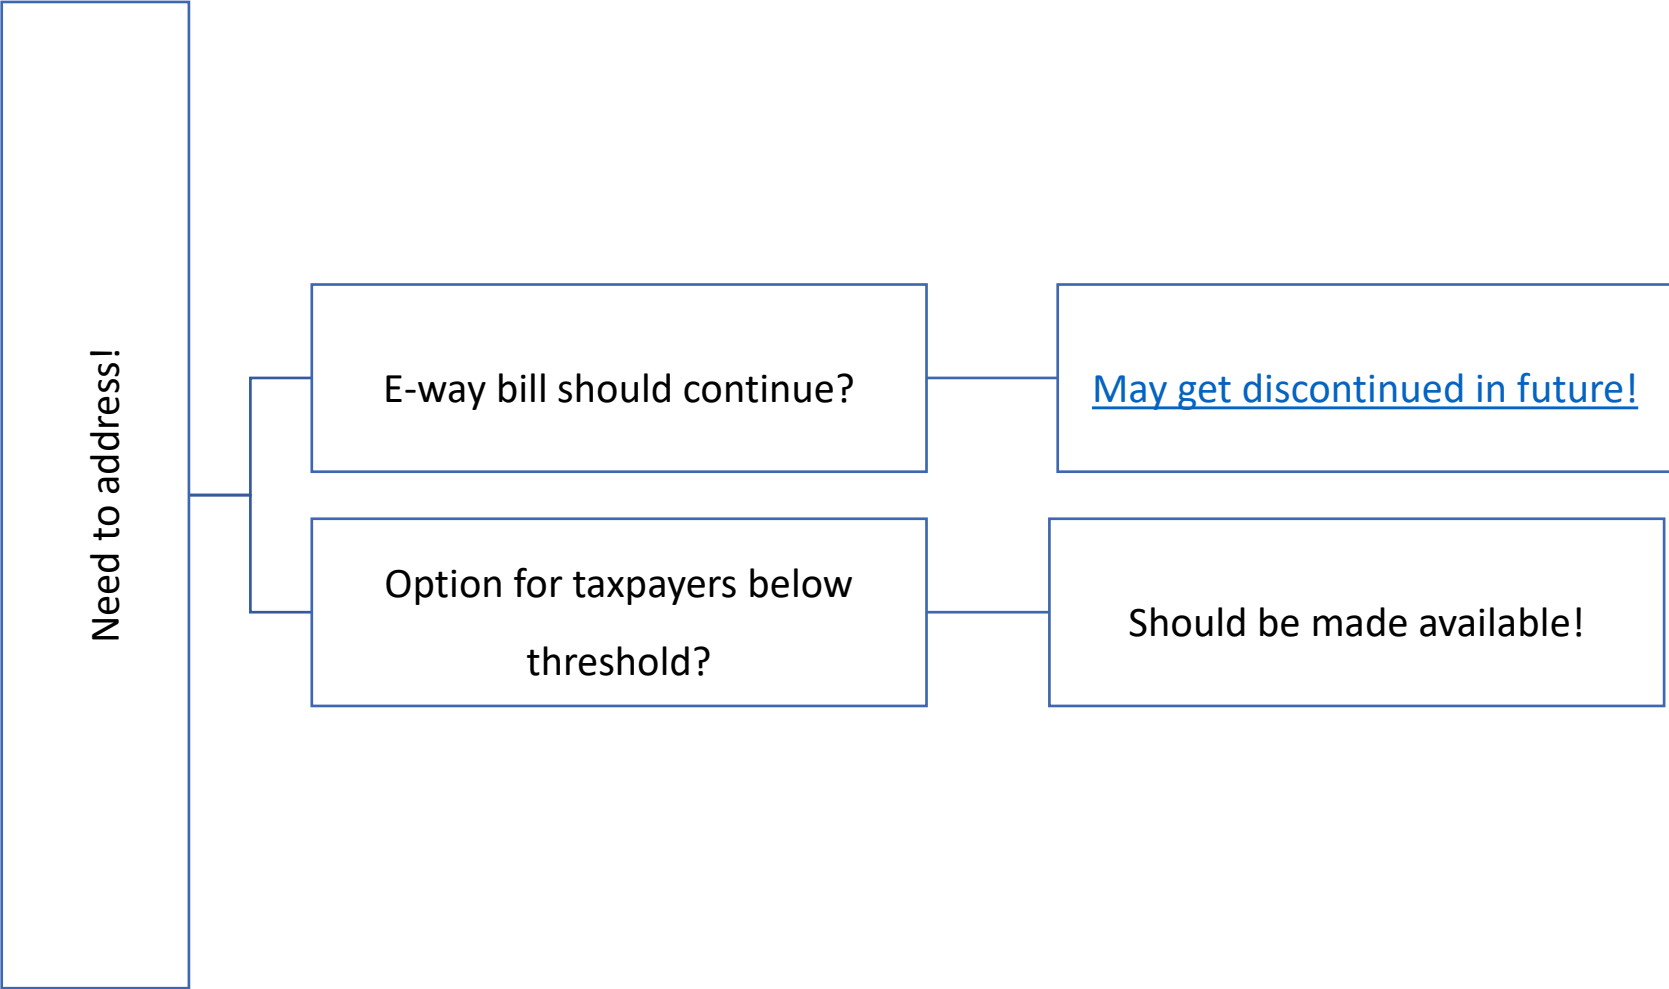 Need to address!
E-way bill should continue?
May get discontinued in future!
Option for taxpayers below
threshold?
Should be made available!